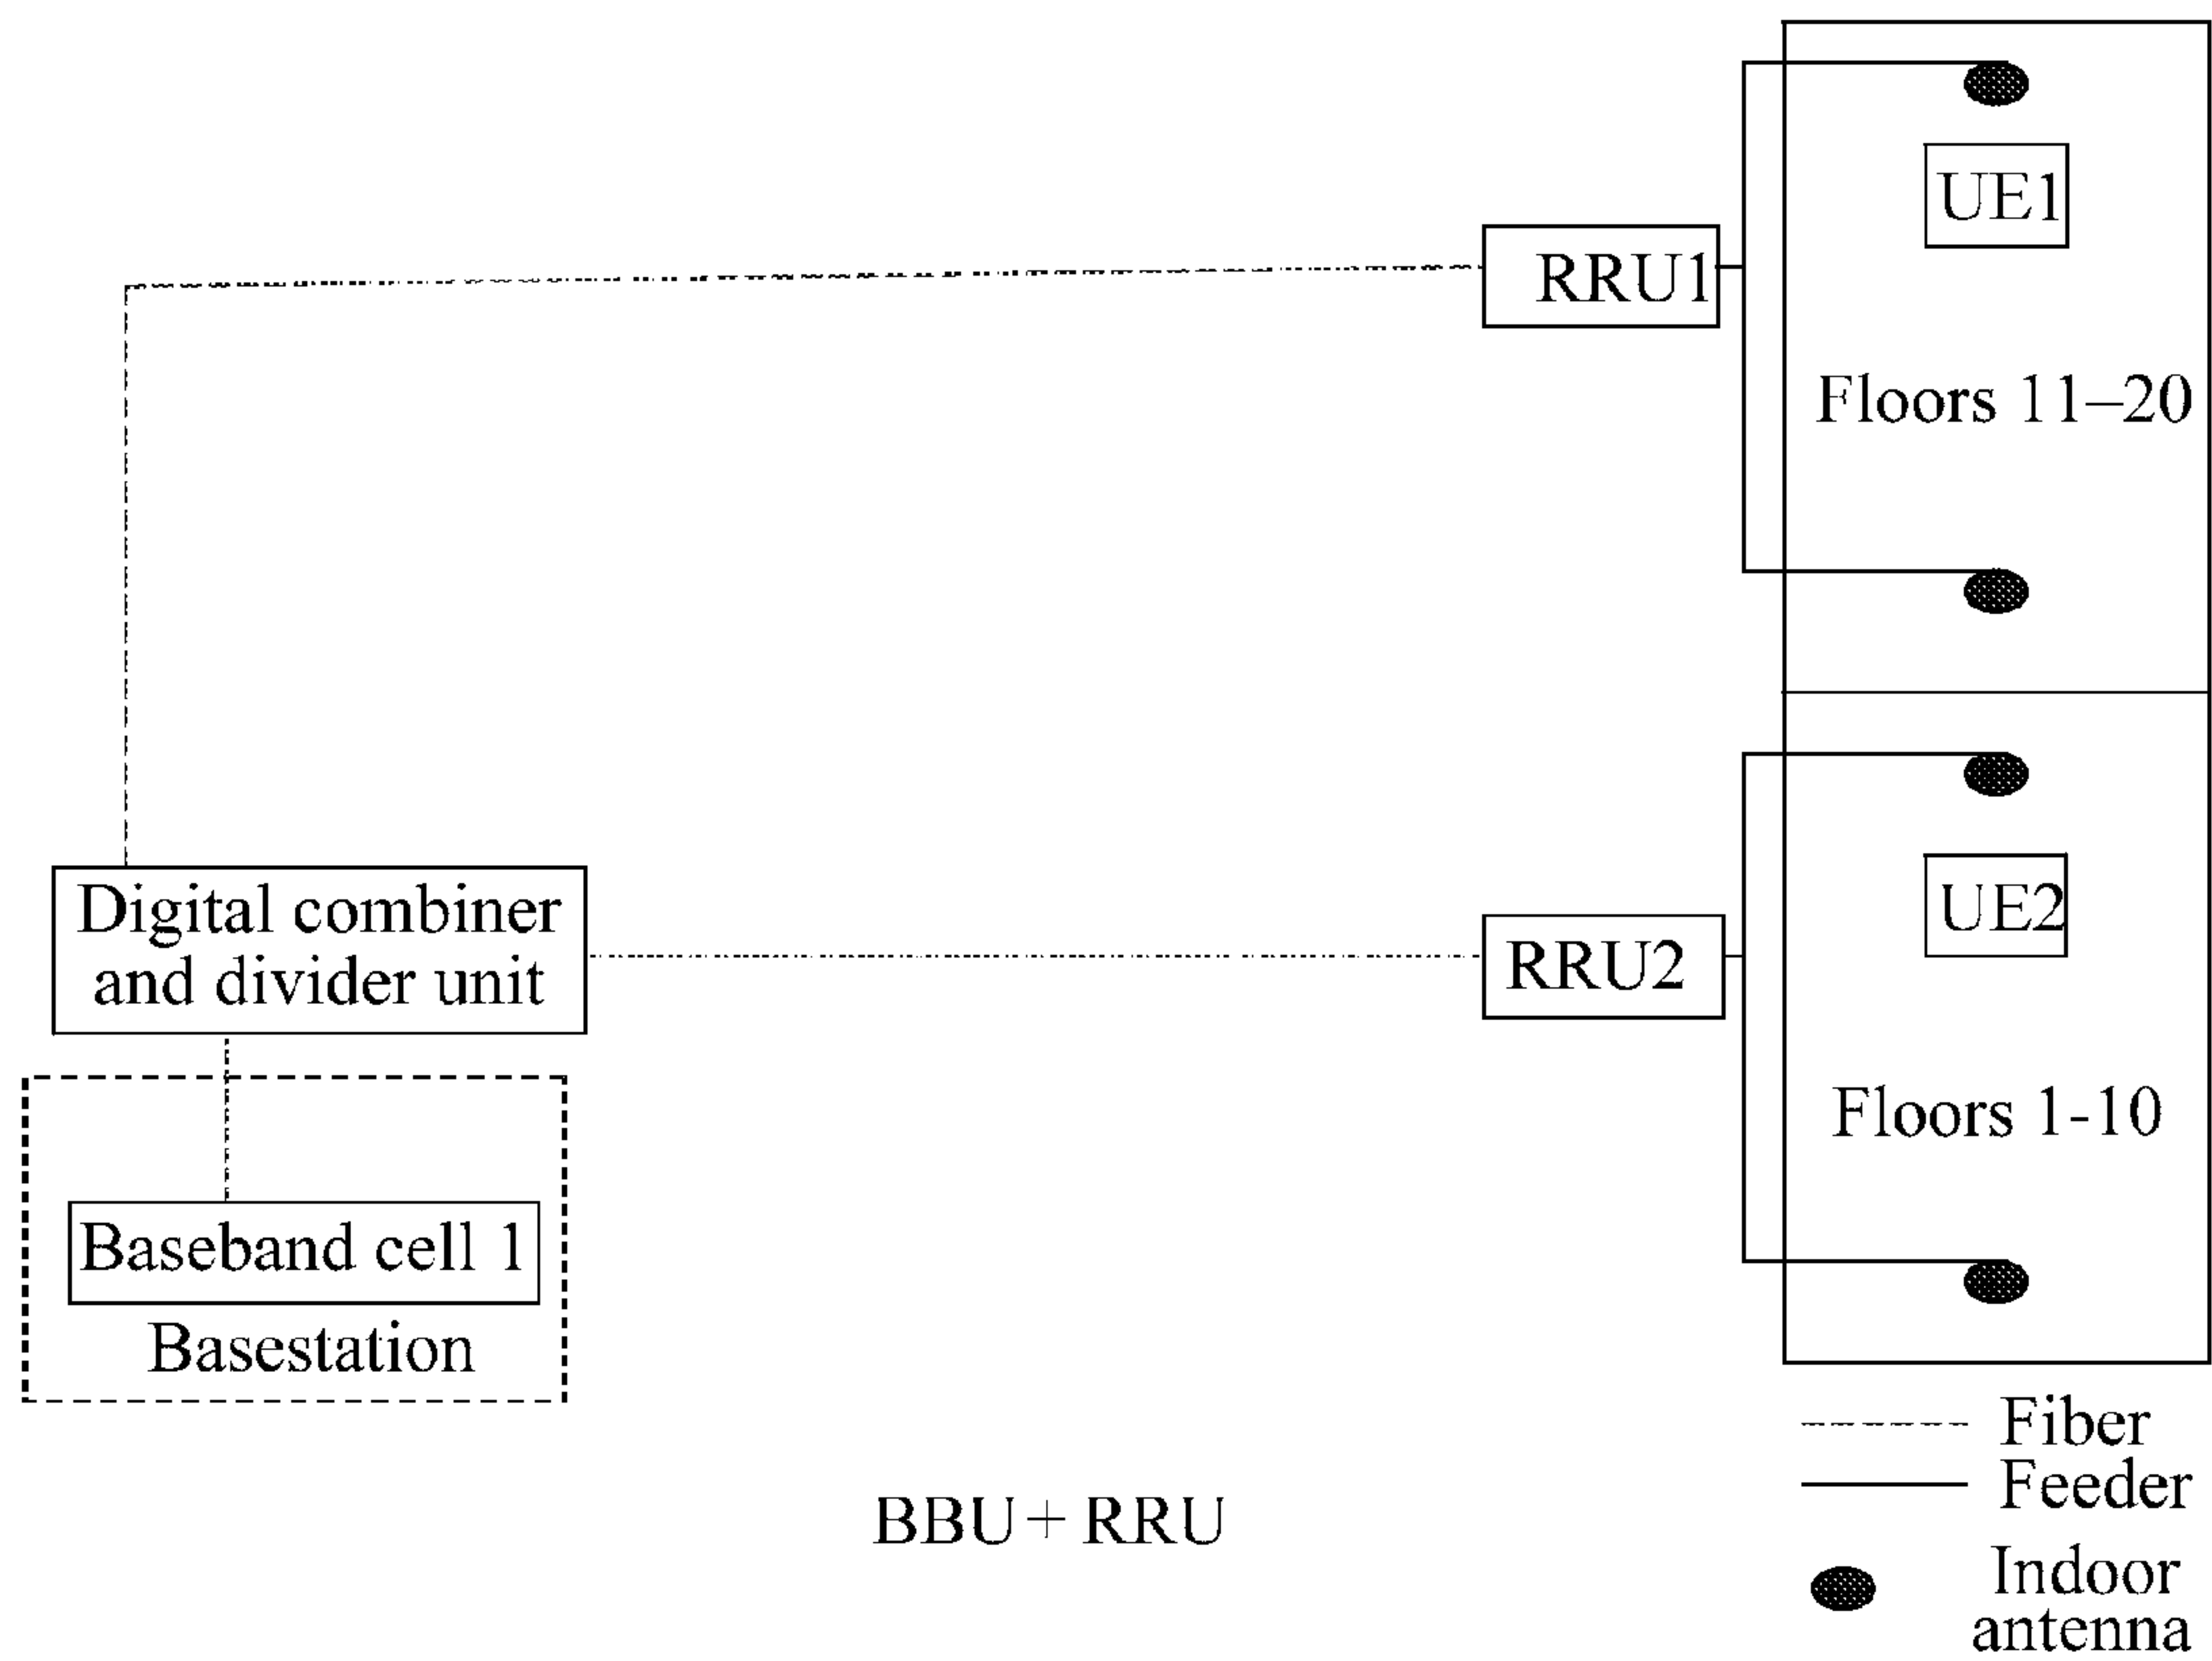 UE1
RRU1
Floors 11–20
Digital combiner
and divider unit
RRU2
UE2
Floors 1-10
Baseband cell 1
Basestation
BBU + RRU
Fiber
Feeder
Indoor
antenna